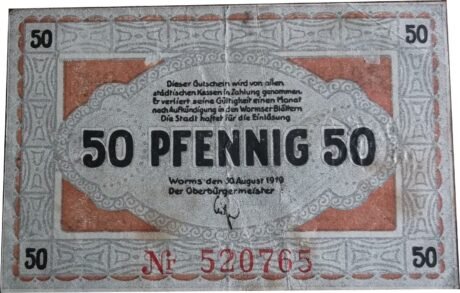 50 50
Dieser Gutschein wird von allen
städtischen Kassen in Zahlung genommen.
Er verliert seine Gültigkeit einen Monat
nach Aufkündigung in den Wormser Blättern
Die Stadt haftet für die Einlösung
50 PFENNIG 50
Worms den 30. August 1919
Der Oberbürgermeister
50 50
Nr 520765